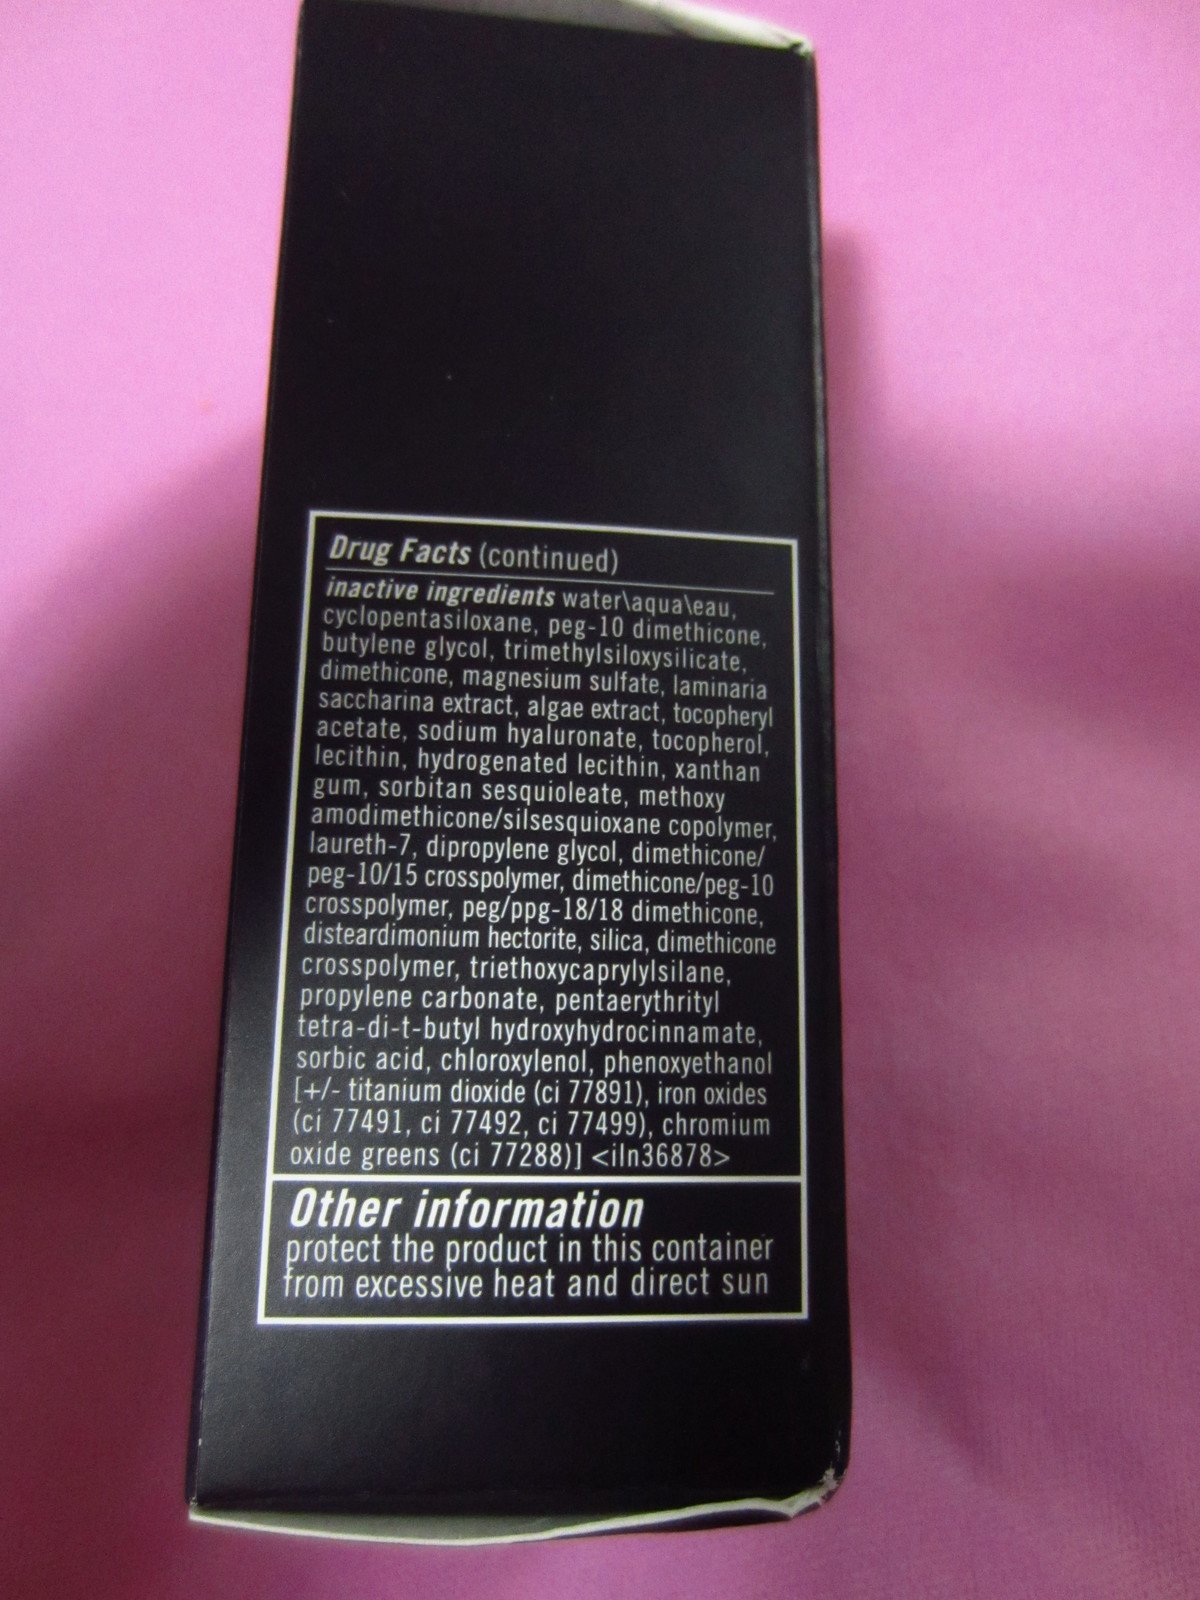 Drug Facts (continued)
inactive ingredients water\aqua\eau,
cyclopentasiloxane, peg-10 dimethicone,
butylene glycol, trimethylsiloxysilicate,
dimethicone, magnesium sulfate, laminaria
saccharina extract, algae extract, tocopheryl
acetate, sodium hyaluronate, tocopherol,
lecithin, hydrogenated lecithin, xanthan
gum, sorbitan sesquioleate, methoxy
amodimethicone/silsesquioxane copolymer,
laureth-7, dipropylene glycol, dimethicone/
peg-10/15 crosspolymer, dimethicone/peg-10
crosspolymer, peg/ppg-18/18 dimethicone,
disteardimonium hectorite, silica, dimethicone
crosspolymer, triethoxycaprylylsilane,
propylene carbonate, pentaerythrityl
tetra-di-t-butyl hydroxyhydrocinnamate,
sorbic acid, chloroxylenol, phenoxyethanol
[+/- titanium dioxide (ci 77891), iron oxides
(ci 77491, ci 77492, ci 77499), chromium
oxide greens (ci 77288)] <iln36878>
Other information
protect the product in this container
from excessive heat and direct sun